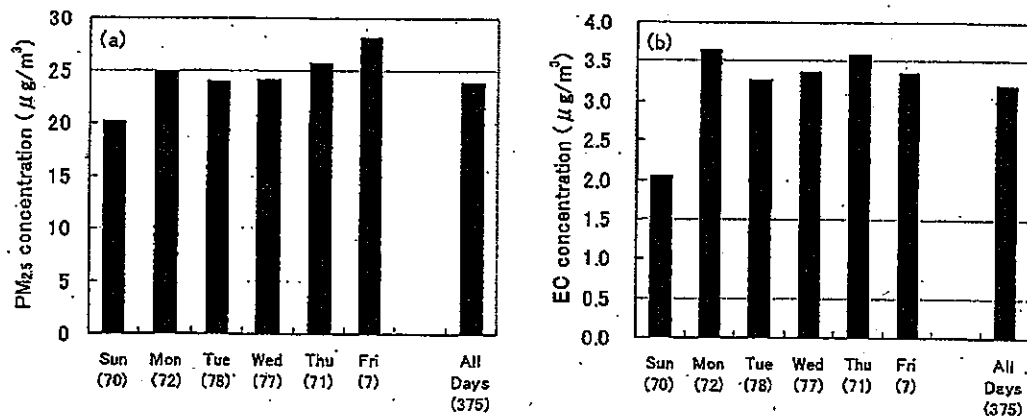 (a)
PM2.5 concentration (μg/m³)
30
25
20
15
10
5
0
Sun Mon Tue Wed Thu Fri All
(70) (72) (78) (77) (71) (7) Days
(375)
(b)
EC concentration (μg/m³)
4.0
3.5
3.0
2.5
2.0
1.5
1.0
0.5
0.0
Sun Mon Tue Wed Thu Fri All
(70) (72) (78) (77) (71) (7) Days
(375)